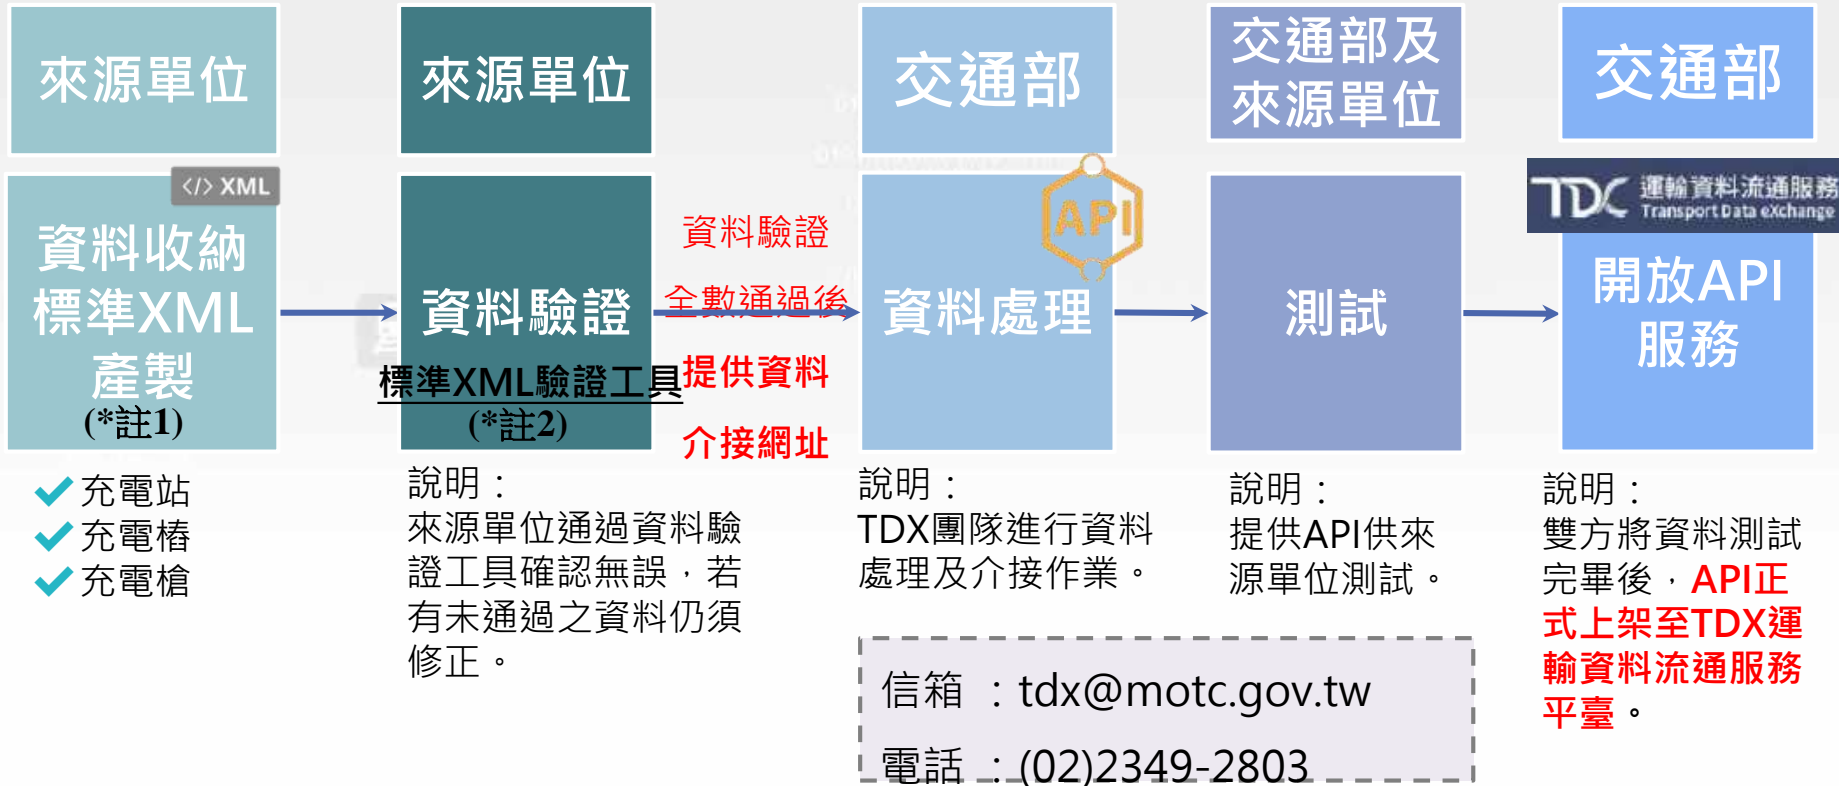 來源單位
來源單位
交通部
交通部及
來源單位
交通部
</> XML
資料收納
標準XML
產製
(*註1)
充電站
充電樁
充電槍
資料驗證
標準XML驗證工具
(*註2)
說明：
來源單位通過資料驗
證工具確認無誤，若
有未通過之資料仍須
修正。
資料驗證
全數通過後
提供資料
介接網址
API
資料處理
說明：
TDX團隊進行資料
處理及介接作業。
測試
說明：
提供API供來
源單位測試。
TDX 運輸資料流通服務
Transport Data eXchange
開放API
服務
說明：
雙方將資料測試
完畢後，API正
式上架至TDX運
輸資料流通服務
平臺。
信箱 ：tdx@motc.gov.tw
電話 ：(02)2349-2803